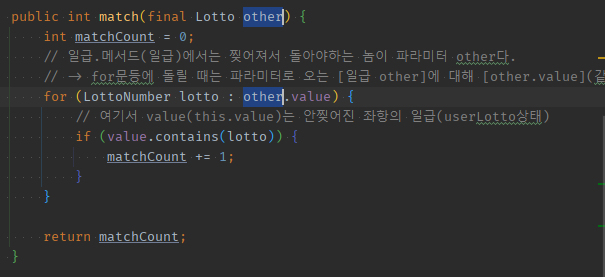 public int match(final Lotto other) {
int matchCount = 0;
// 일급.메서드(일급)에서는 찢어져서 돌아야하는 놈이 파라미터 other다.
// -> for문등에 돌릴 때는 파라미터로 오는 [일급 other]에 대해 [other.value](값
for (LottoNumber lotto : other.value) {
// 여기서 value(this.value)는 안찢어진 좌항의 일급(userLotto상태)
if (value.contains(lotto)) {
matchCount += 1;
}
}
return matchCount;
}